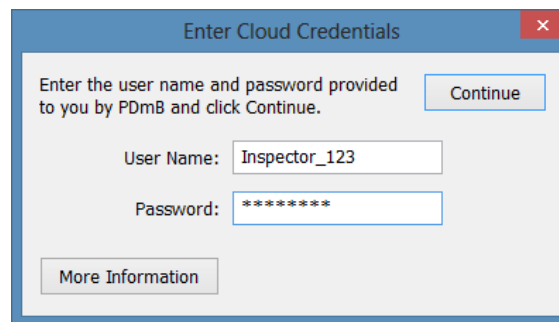 Enter Cloud Credentials
Enter the user name and password provided
to you by PDmB and click Continue.
Continue
User Name: Inspector_123
Password: ********
More Information